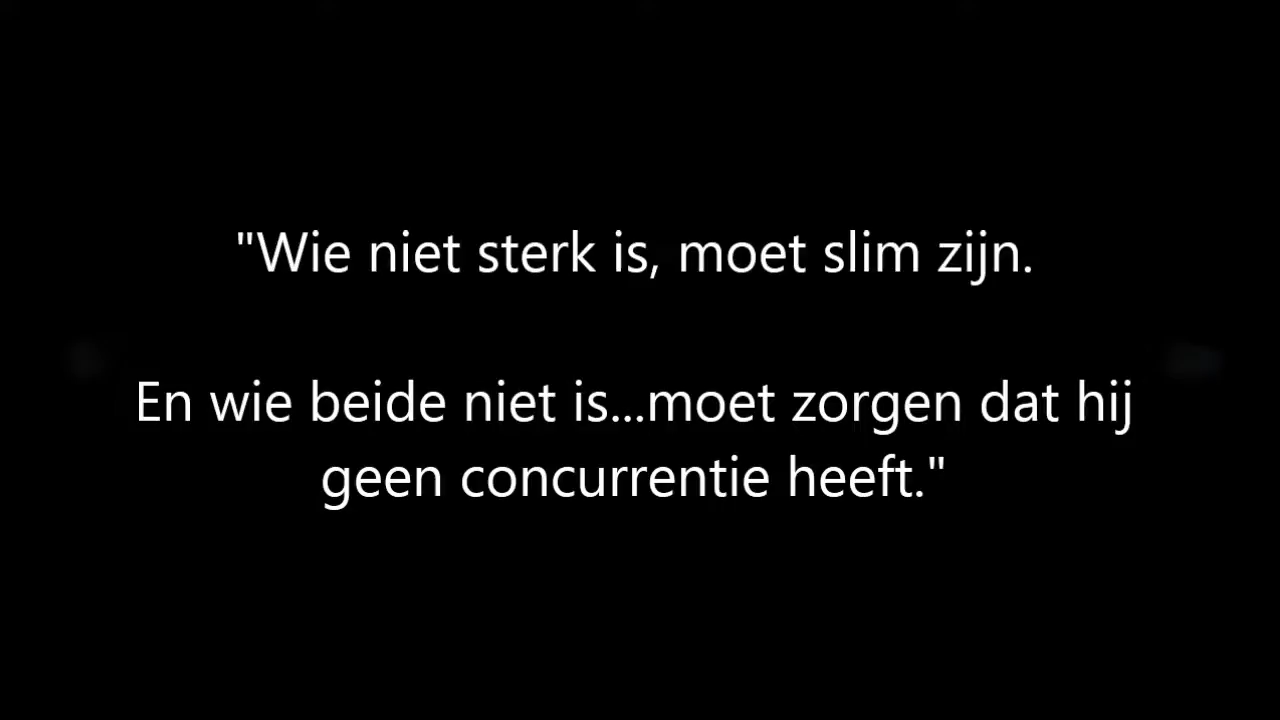 "Wie niet sterk is, moet slim zijn.
En wie beide niet is...moet zorgen dat hij
geen concurrentie heeft."